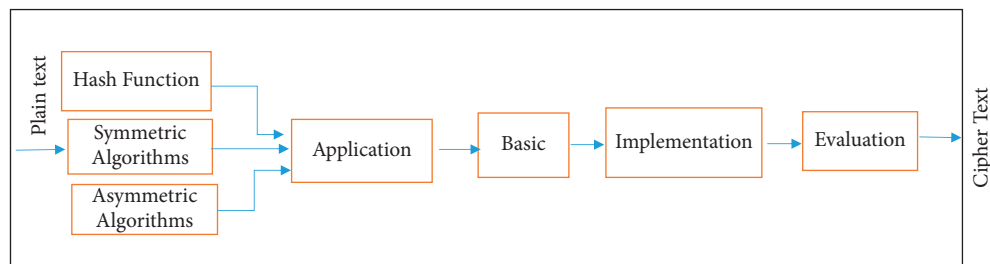 Plain text
Hash Function
Symmetric
Algorithms
Asymmetric
Algorithms
Application
Basic
Implementation
Evaluation
Cipher Text